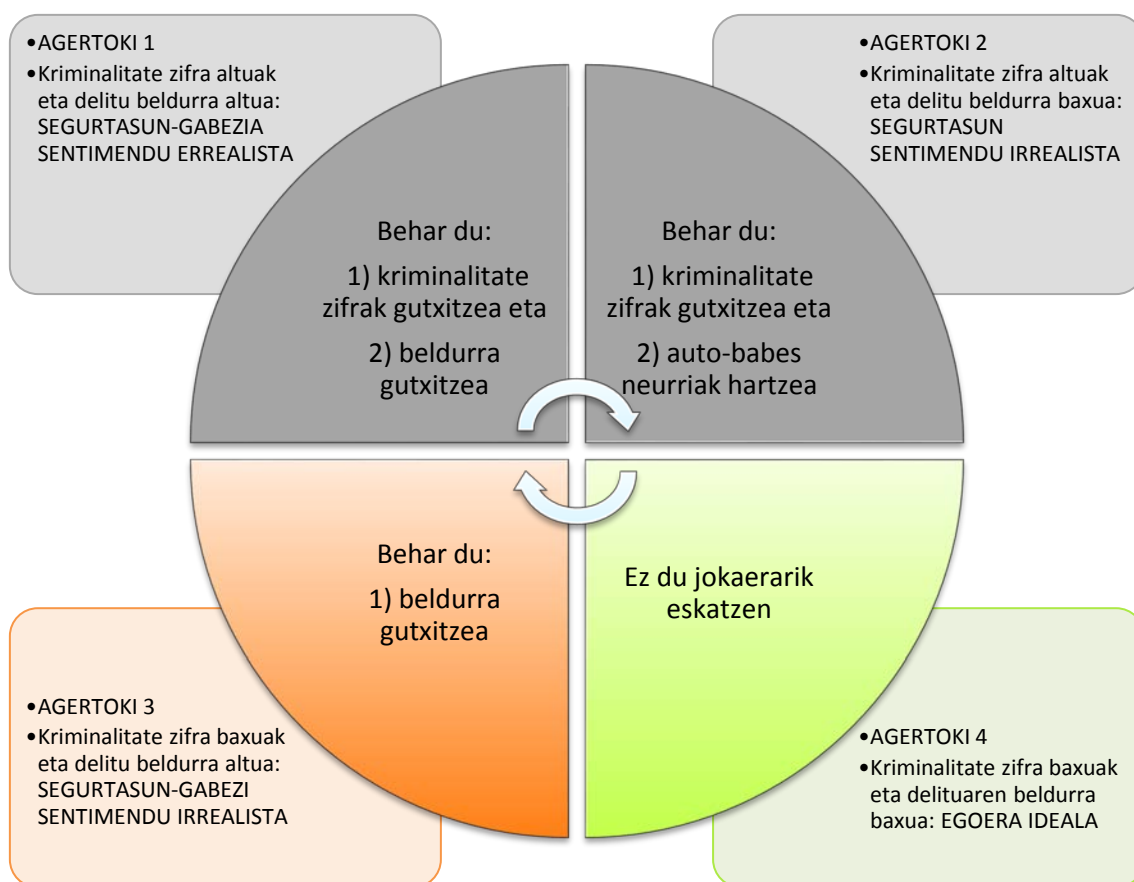 •AGERTOKI 1
•Kriminalitate zifra altuak
eta delitu beldurra altua:
SEGURTASUN-GABEZIA
SENTIMENDU ERREALISTA
•AGERTOKI 2
•Kriminalitate zifra altuak
eta delitu beldurra baxua:
SEGURTASUN
SENTIMENDU IRREALISTA
Behar du:
1) kriminalitate
zifrak gutxitzea eta
2) beldurra
gutxitzea
Behar du:
1) kriminalitate
zifrak gutxitzea eta
2) auto-babes
neurriak hartzea
Behar du:
1) beldurra
gutxitzea
Ez du jokaerarik
eskatzen
•AGERTOKI 3
•Kriminalitate zifra baxuak
eta delitu beldurra altua:
SEGURTASUN-GABEZI
SENTIMENDU IRREALISTA
•AGERTOKI 4
•Kriminalitate zifra baxuak
eta delituaren beldurra
baxua: EGOERA IDEALA